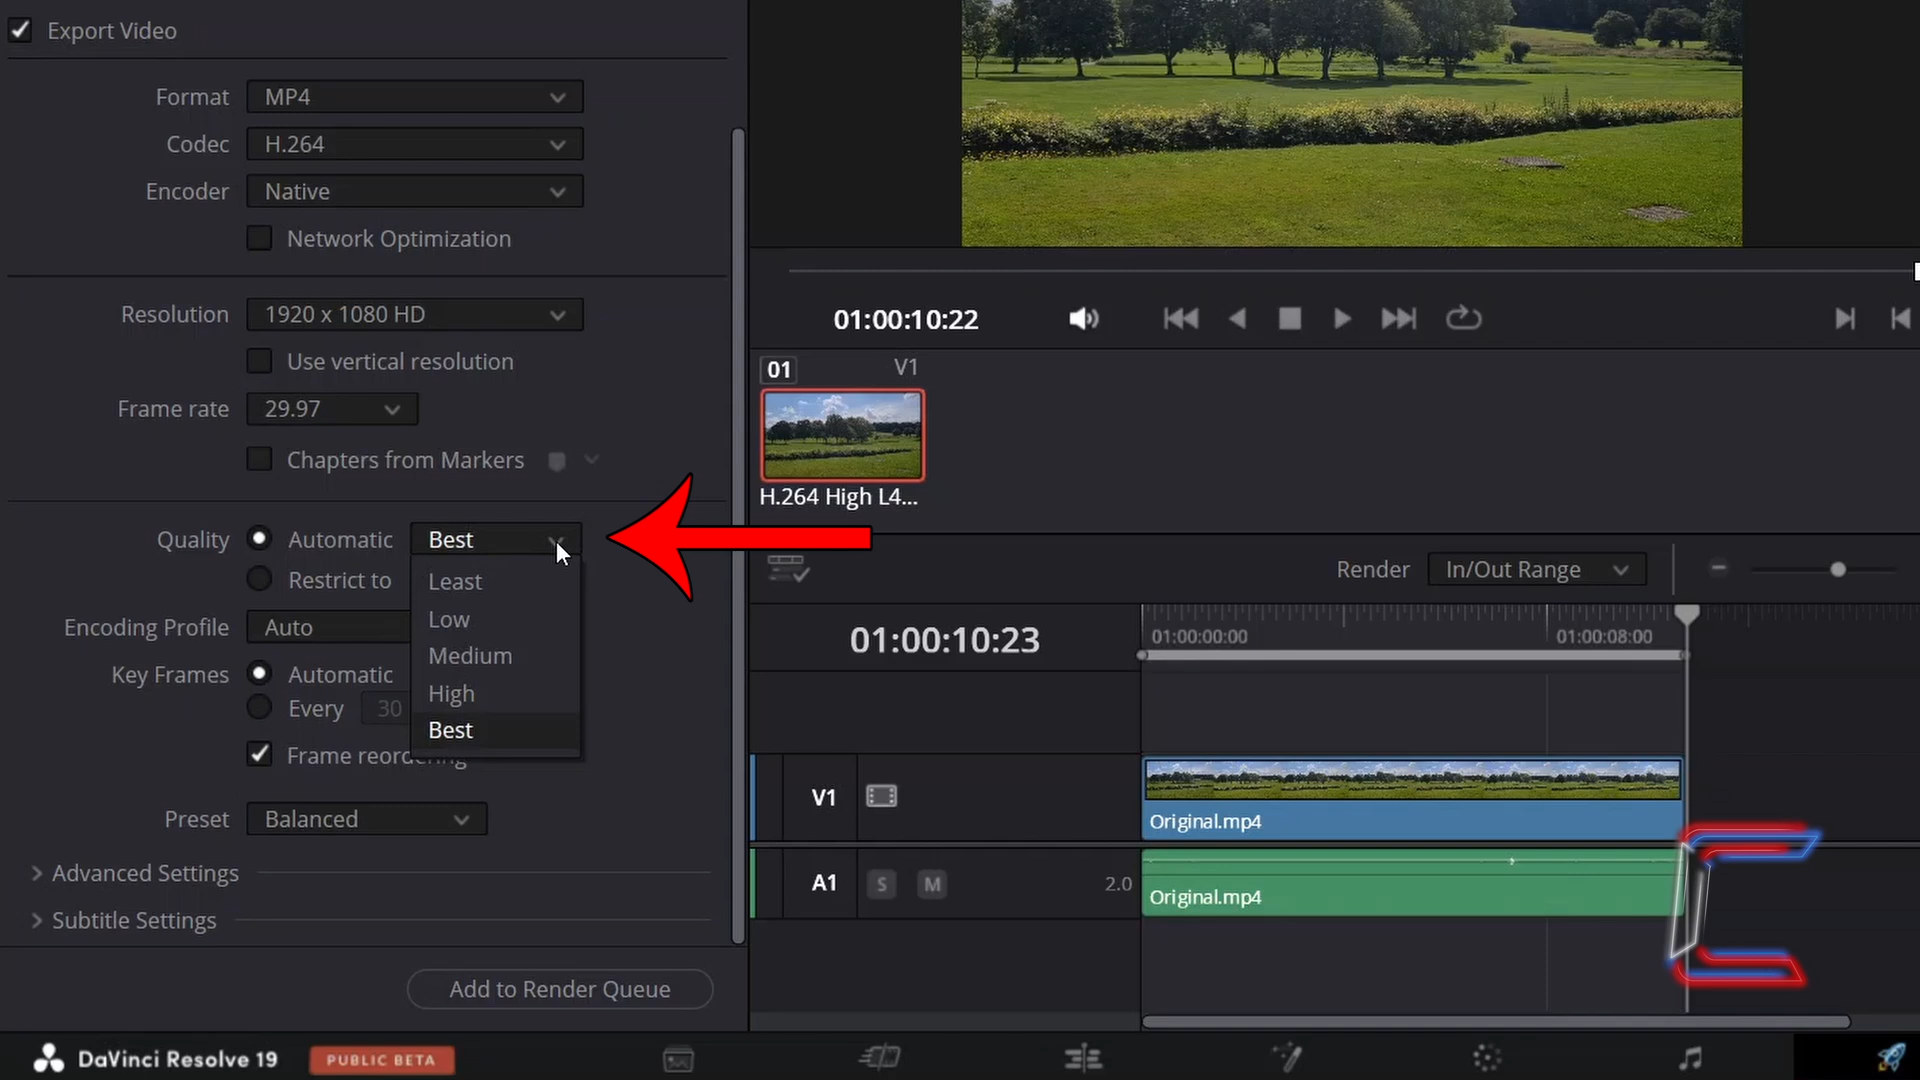 Export Video
Format MP4
Codec H.264
Encoder Native
Network Optimization
Resolution 1920 x 1080 HD
Use vertical resolution
Frame rate 29.97
Chapters from Markers
Quality Automatic Best
Restrict to
Least
Low
Medium
High
Best
Encoding Profile Auto
Key Frames Automatic
Every 30
Frame reordering
Preset Balanced
Advanced Settings
Subtitle Settings
Add to Render Queue
01:00:10:22
01 V1
H.264 High L4...
Render In/Out Range
01:00:10:23
01:00:00:00 01:00:08:00
V1
Original.mp4
A1 S M 2.0
Original.mp4
DaVinci Resolve 19 PUBLIC BETA